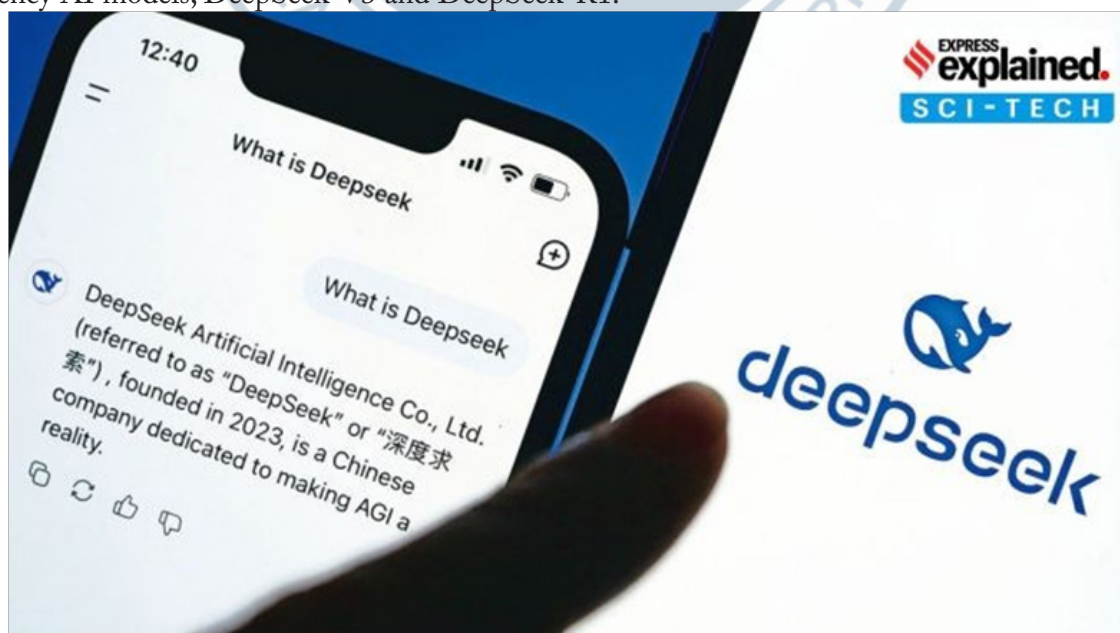 ency AI models, DeepSeek-V3 and DeepSeek-R1.
EXPRESS
explained.
SCI-TECH
12:40
What is Deepseek
What is Deepseek
DeepSeek Artificial Intelligence Co., Ltd.
(referred to as "DeepSeek" or "深度求
索"), founded in 2023, is a Chinese
company dedicated to making AGI a
reality.
deepseek